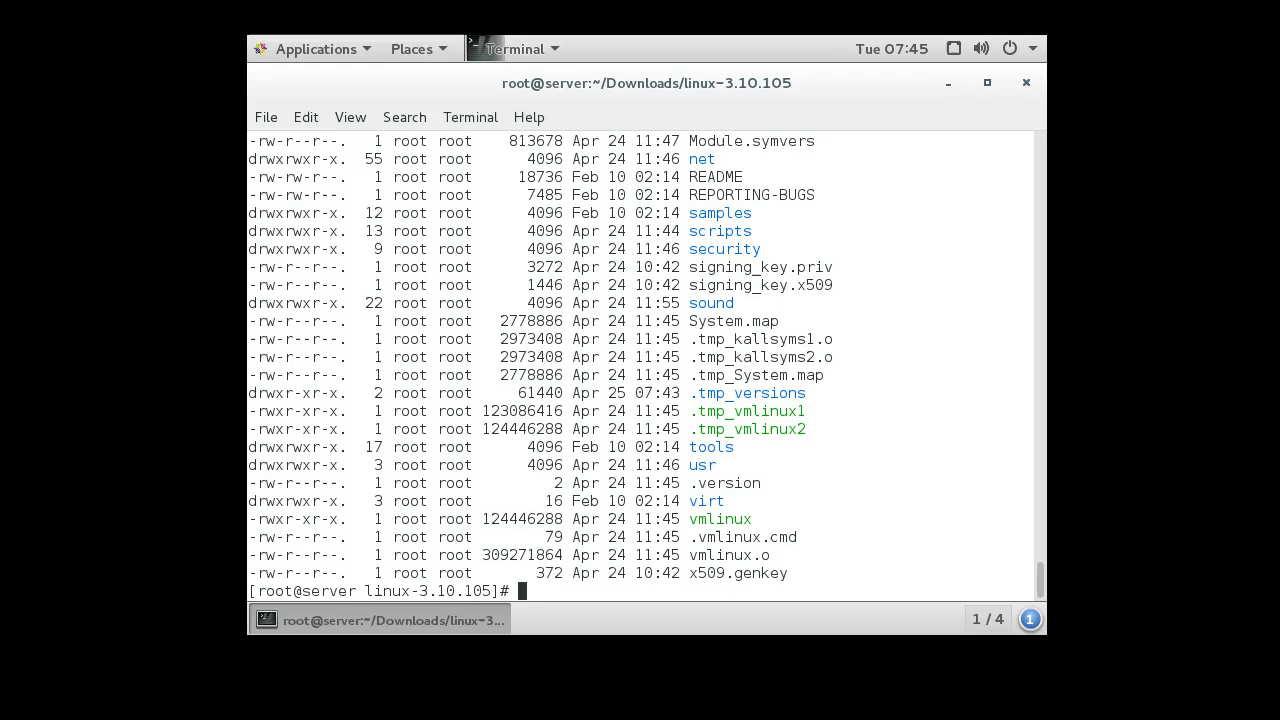 Applications Places Terminal Tue 07:45
root@server:~/Downloads/linux-3.10.105
File Edit View Search Terminal Help
-rw-r--r--. 1 root root 813678 Apr 24 11:47 Module.symvers
drwxrwxr-x. 55 root root 4096 Apr 24 11:46 net
-rw-r--r--. 1 root root 18736 Feb 10 02:14 README
-rw-r--r--. 1 root root 7485 Feb 10 02:14 REPORTING-BUGS
drwxrwxr-x. 12 root root 4096 Feb 10 02:14 samples
drwxrwxr-x. 13 root root 4096 Apr 24 11:44 scripts
drwxrwxr-x. 9 root root 4096 Apr 24 11:46 security
-rw-r--r--. 1 root root 3272 Apr 24 10:42 signing_key.priv
-rw-r--r--. 1 root root 1446 Apr 24 10:42 signing_key.x509
drwxrwxr-x. 22 root root 4096 Apr 24 11:55 sound
-rw-r--r--. 1 root root 2778886 Apr 24 11:45 System.map
-rw-r--r--. 1 root root 2973408 Apr 24 11:45 .tmp_kallsyms1.o
-rw-r--r--. 1 root root 2973408 Apr 24 11:45 .tmp_kallsyms2.o
-rw-r--r--. 1 root root 2778886 Apr 24 11:45 .tmp_System.map
drwxr-xr-x. 2 root root 61440 Apr 25 07:43 .tmp_versions
-rwxr-xr-x. 1 root root 123086416 Apr 24 11:45 .tmp_vmlinux1
-rwxr-xr-x. 1 root root 124446288 Apr 24 11:45 .tmp_vmlinux2
drwxrwxr-x. 17 root root 4096 Feb 10 02:14 tools
drwxrwxr-x. 3 root root 4096 Apr 24 11:46 usr
-rw-r--r--. 1 root root 2 Apr 24 11:45 .version
drwxrwxr-x. 3 root root 16 Feb 10 02:14 virt
-rwxr-xr-x. 1 root root 124446288 Apr 24 11:45 vmlinux
-rw-r--r--. 1 root root 79 Apr 24 11:45 .vmlinux.cmd
-rw-r--r--. 1 root root 309271864 Apr 24 11:45 vmlinux.o
-rw-r--r--. 1 root root 372 Apr 24 10:42 x509.genkey
[root@server linux-3.10.105]#
root@server:~/Downloads/linux-3... 1 / 4 1